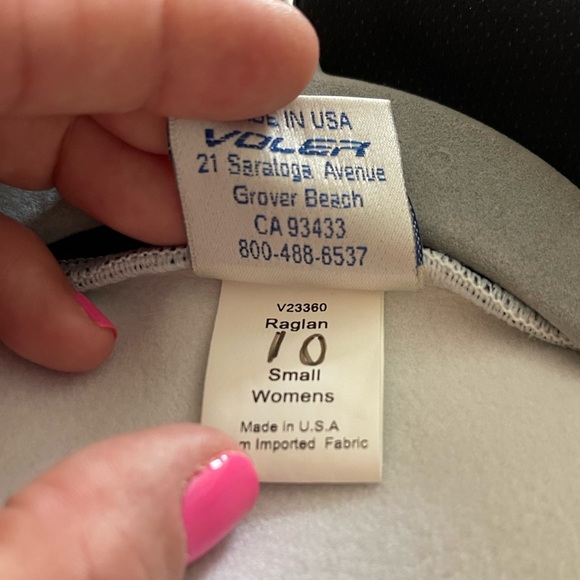 IN USA
VOLER
21 Saratoga Avenue
Grover Beach
CA 93433
800-488-6537
V23360
Raglan
10
Small
Womens
Made in U.S.A
Imported Fabric